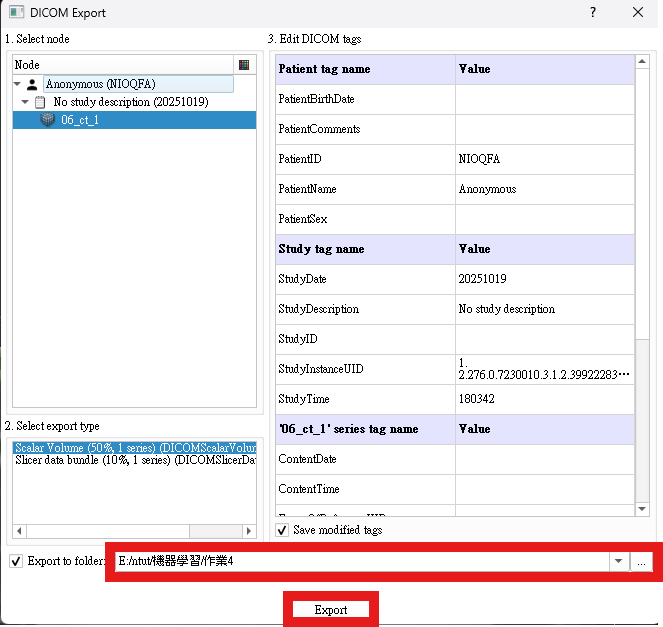 DICOM Export
?
1. Select node
Node
Anonymous (NIOQFA)
No study description (20251019)
06_ct_1
2. Select export type
Scalar Volume (50%, 1 series) (DICOMScalarVolum
Slicer data bundle (10%, 1 series) (DICOMSlicerDa
3. Edit DICOM tags
Patient tag name Value
PatientBirthDate
PatientComments
PatientID NIOQFA
PatientName Anonymous
PatientSex
Study tag name Value
StudyDate 20251019
StudyDescription No study description
StudyID
StudyInstanceUID 1.
2.276.0.7230010.3.1.2.39922283…
StudyTime 180342
'06_ct_1' series tag name Value
ContentDate
ContentTime
Save modified tags
Export to folder: E:/ntut/機器學習/作業4 ...
Export